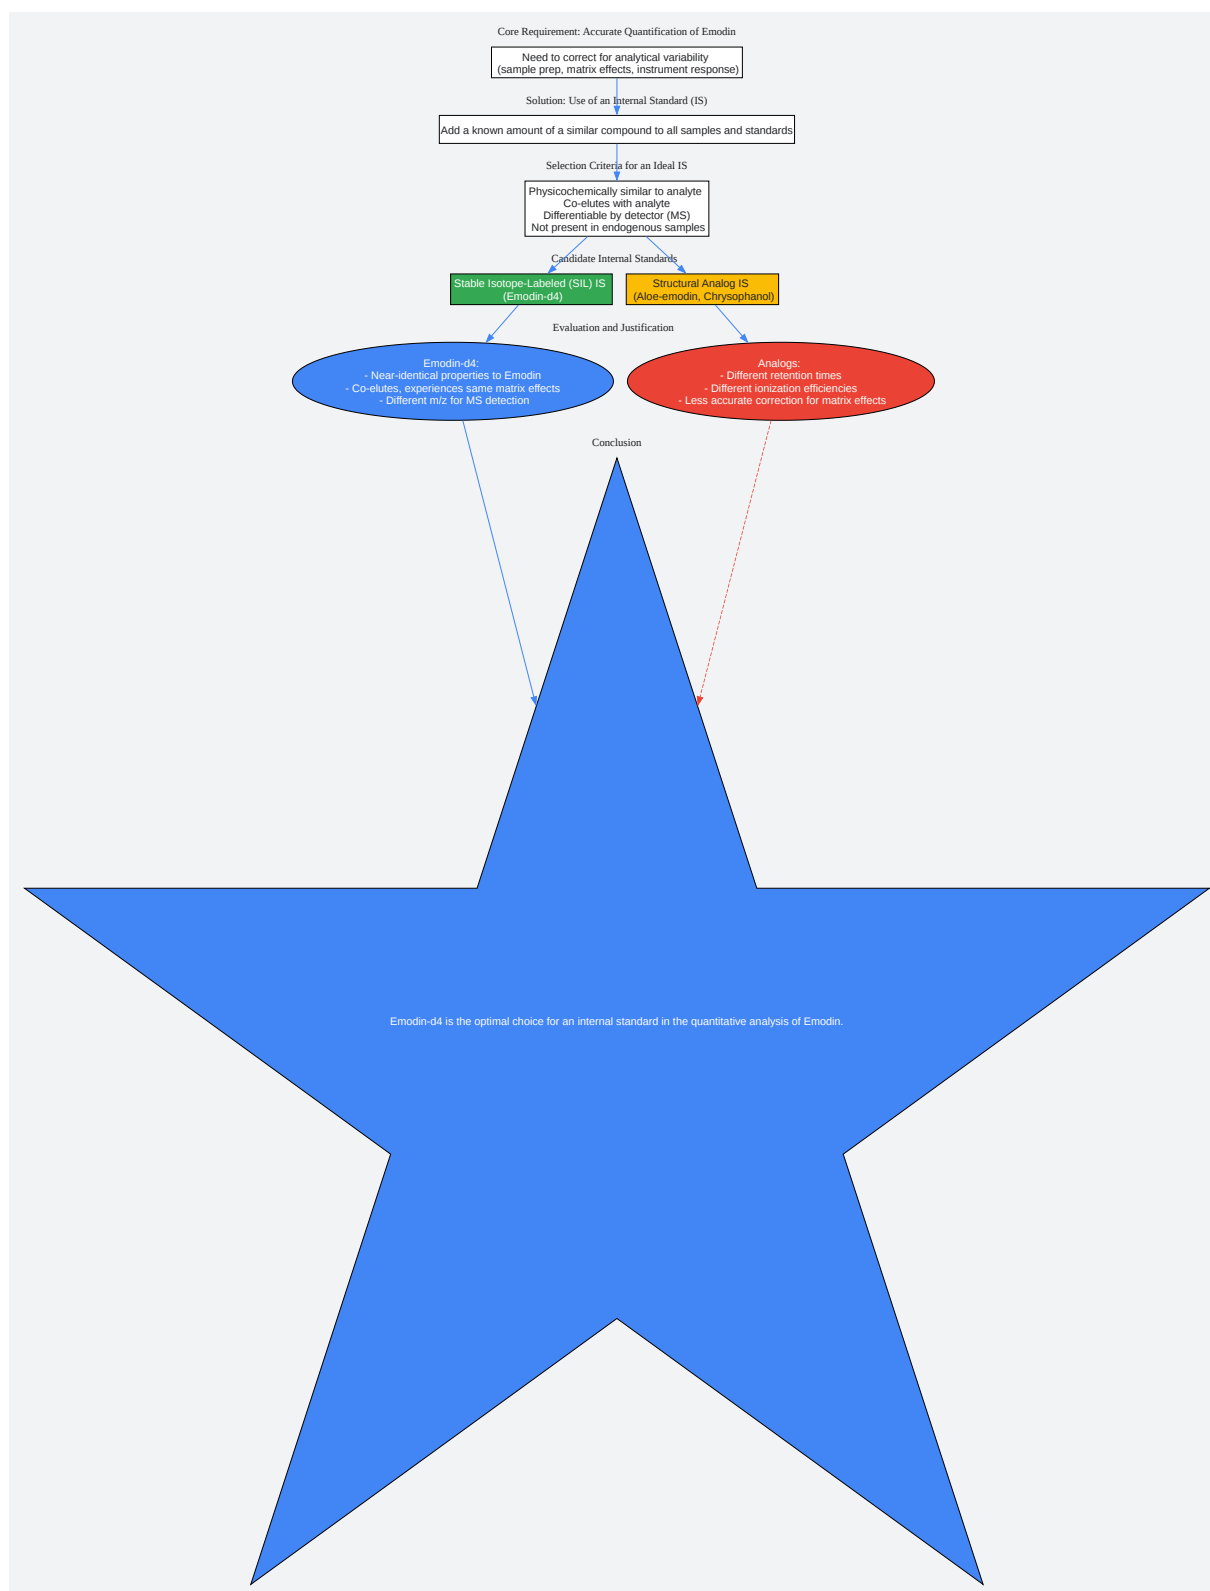 Core Requirement: Accurate Quantification of Emodin
Need to correct for analytical variability
(sample prep, matrix effects, instrument response)
Solution: Use of an Internal Standard (IS)
Add a known amount of a similar compound to all samples and standards
Selection Criteria for an Ideal IS
Physicochemically similar to analyte
Co-elutes with analyte
Differentiable by detector (MS)
Not present in endogenous samples
Candidate Internal Standards
Stable Isotope-Labeled (SIL) IS
(Emodin-d4)
Structural Analog IS
(Aloe-emodin, Chrysophanol)
Evaluation and Justification
Emodin-d4:
- Near-identical properties to Emodin
- Co-elutes, experiences same matrix effects
- Different m/z for MS detection
Analogs:
- Different retention times
- Different ionization efficiencies
- Less accurate correction for matrix effects
Conclusion
Emodin-d4 is the optimal choice for an internal standard in the quantitative analysis of Emodin.